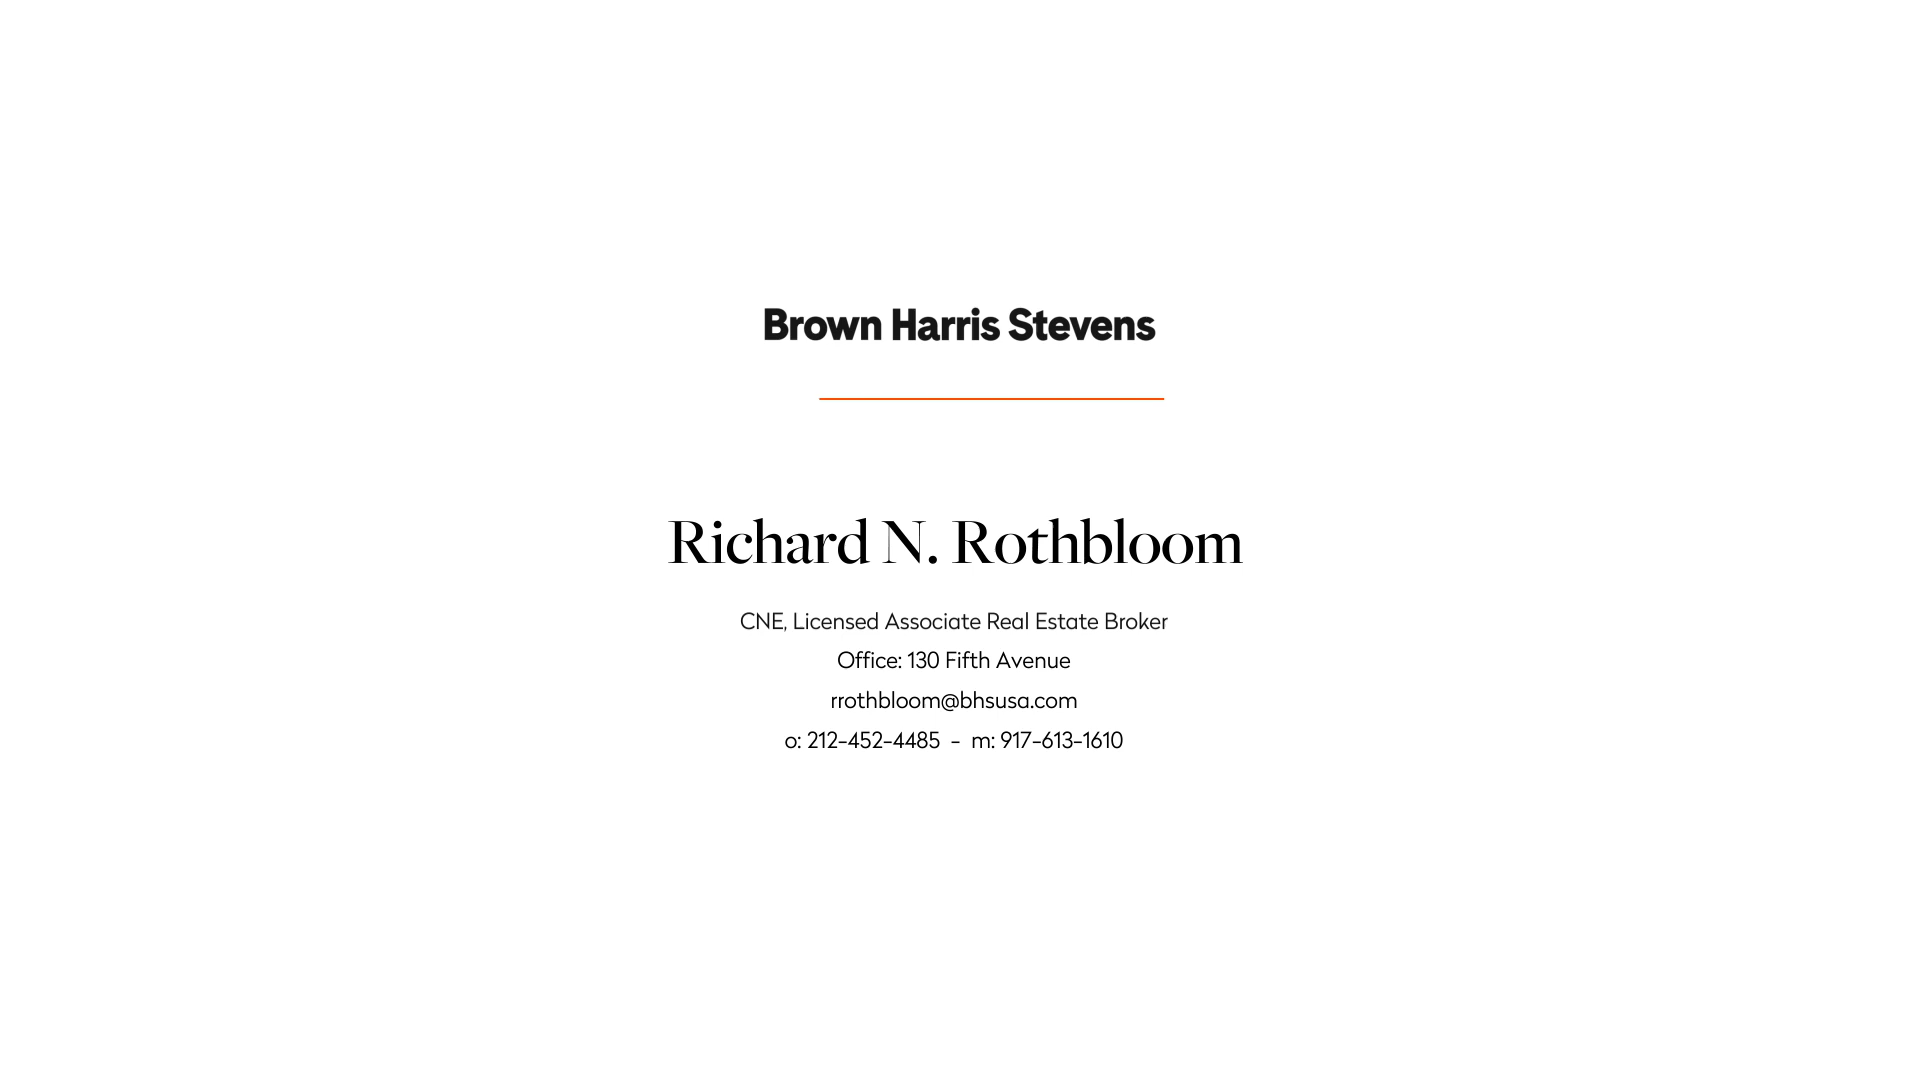 Brown Harris Stevens
Richard N. Rothbloom
CNE, Licensed Associate Real Estate Broker
Office: 130 Fifth Avenue
rrothbloom@bhsusa.com
o: 212-452-4485 - m: 917-613-1610